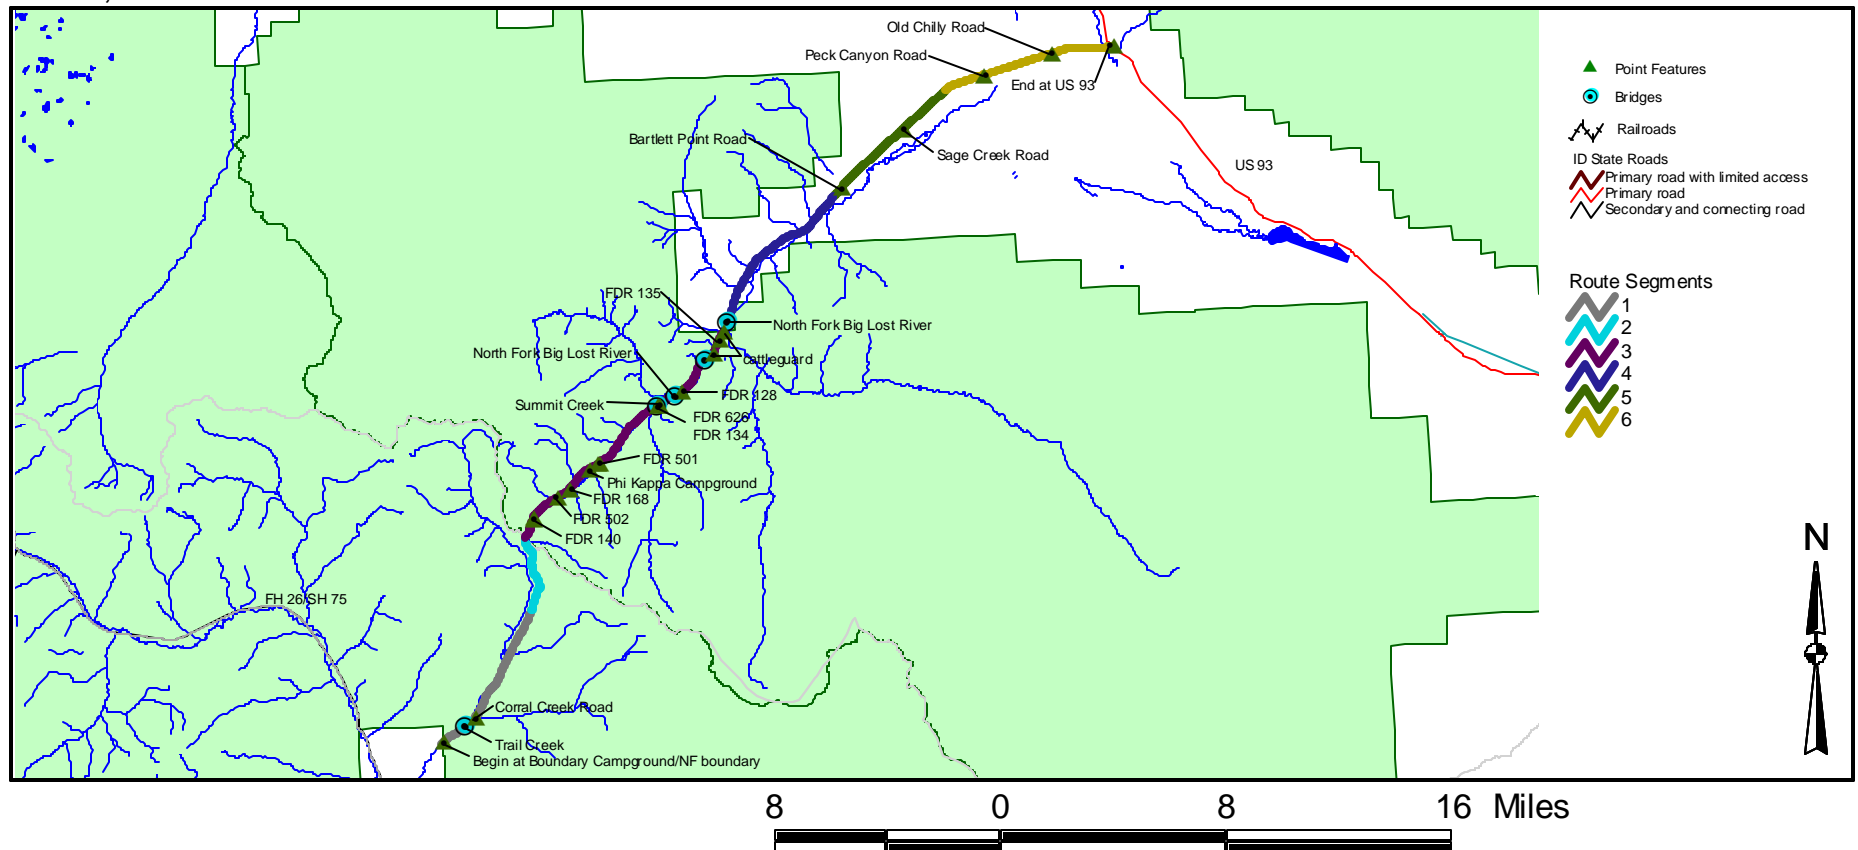 Old Chilly Road
Peck Canyon Road
End at US 93
Bartlett Point Road
Sage Creek Road
US 93
FDR 135
North Fork Big Lost River
North Fork Big Lost River
cattleguard
FDR 128
Summit Creek
FDR 626
FDR 134
FDR 501
Phi Kappa Campground
FDR 168
FDR 502
FDR 140
FH 26/SH 75
Corral Creek Road
Trail Creek
Begin at Boundary Campground/NF boundary
Point Features
Bridges
Railroads
ID State Roads
Primary road with limited access
Primary road
Secondary and connecting road
Route Segments
1
2
3
4
5
6
N
8 0 8 16 Miles